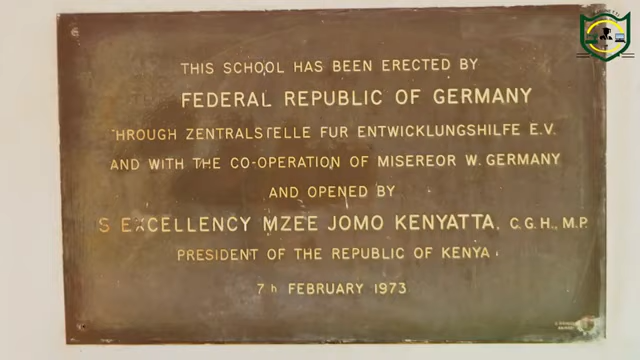 THIS SCHOOL HAS BEEN ERECTED BY
FEDERAL REPUBLIC OF GERMANY
HROUGH ZENTRALSTELLE FUR ENTWICKLUNGSHILFE E.V.
AND WITH THE CO-OPERATION OF MISEREOR W. GERMANY
AND OPENED BY
S EXCELLENCY MZEE JOMO KENYATTA, C.G.H., M.P.
PRESIDENT OF THE REPUBLIC OF KENYA
7 h FEBRUARY 1973